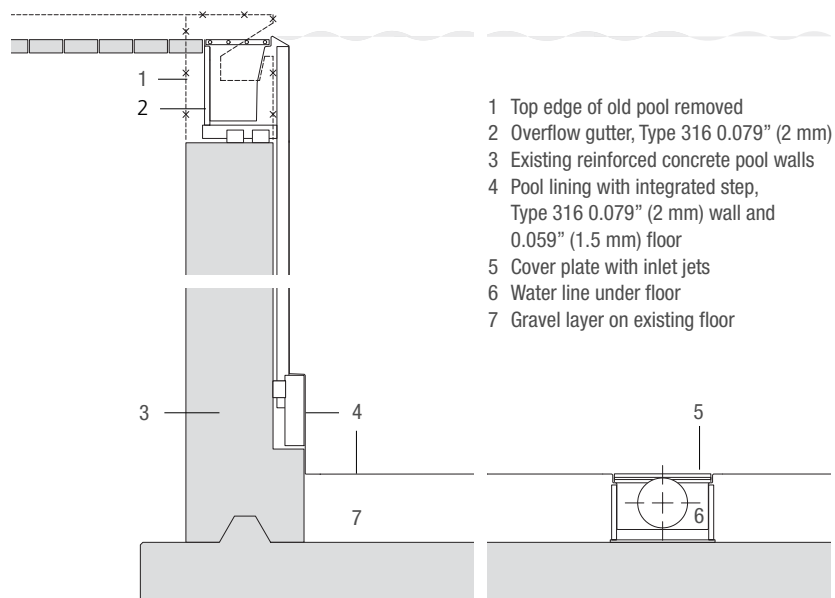 1
2
1 Top edge of old pool removed
2 Overflow gutter, Type 316 0.079” (2 mm)
3 Existing reinforced concrete pool walls
4 Pool lining with integrated step,
Type 316 0.079” (2 mm) wall and
0.059” (1.5 mm) floor
5 Cover plate with inlet jets
6 Water line under floor
7 Gravel layer on existing floor
3
4
5
7
6